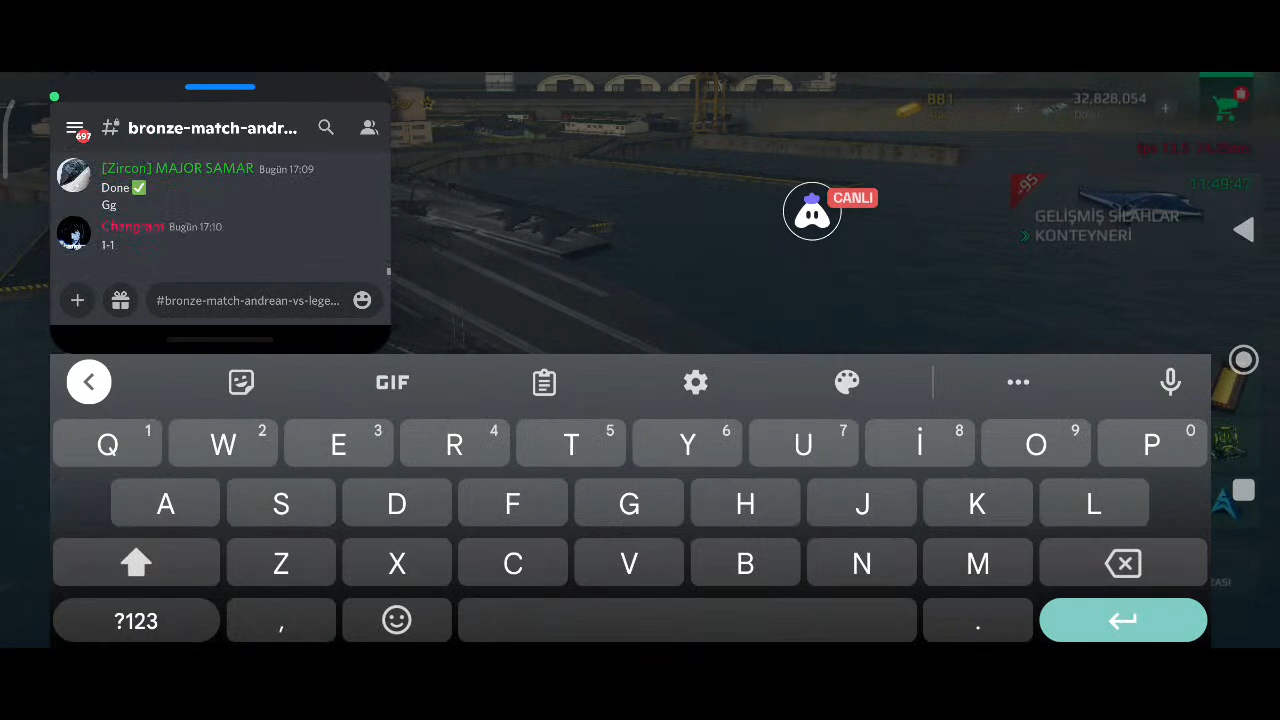 697
# bronze-match-andr...
[Zircon] MAJOR SAMAR Bugün 17:09
Done ✅
Gg
Bugün 17:10
1-1
#bronze-match-andrean-vs-lege...
CANLI
881
32,828,054
11:49:47
-95
GELİŞMİŞ SİLAHLAR
KONTEYNERİ
GIF
Q 1 W 2 E 3 R 4 T 5 Y 6 U 7 İ 8 O 9 P 0
A S D F G H J K L
Z X C V B N M
?123 , .